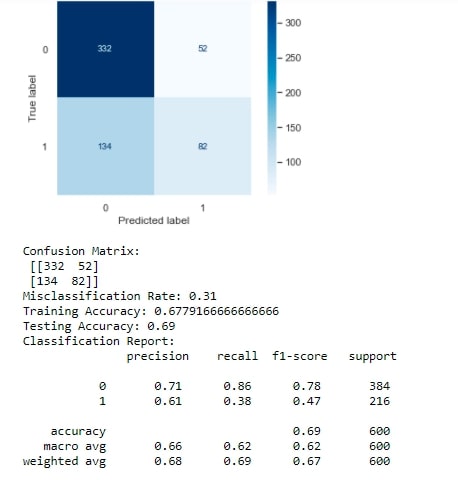 300
0
332
52
250
True label
200
150
1
134
82
100
0
1
Predicted label
Confusion Matrix:
[[332 52]
[134 82]]
Misclassification Rate: 0.31
Training Accuracy: 0.6779166666666666
Testing Accuracy: 0.69
Classification Report:
precision recall f1-score support
0 0.71 0.86 0.78 384
1 0.61 0.38 0.47 216
accuracy 0.69 600
macro avg 0.66 0.62 0.62 600
weighted avg 0.68 0.69 0.67 600